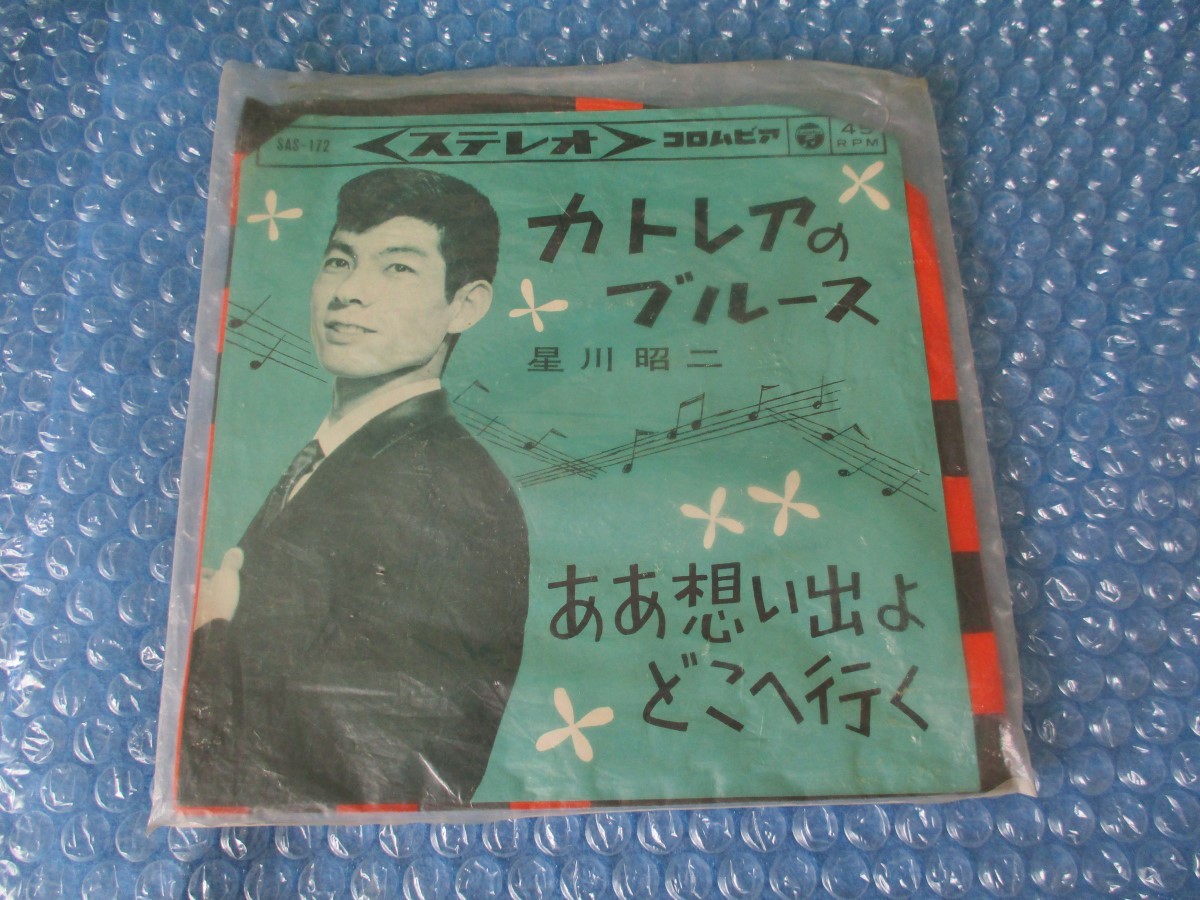 SAS-172 <ステレオ> コロムビア 45 RPM
カトレアの
ブルース
星川昭二
ああ想い出よ
どこへ行く